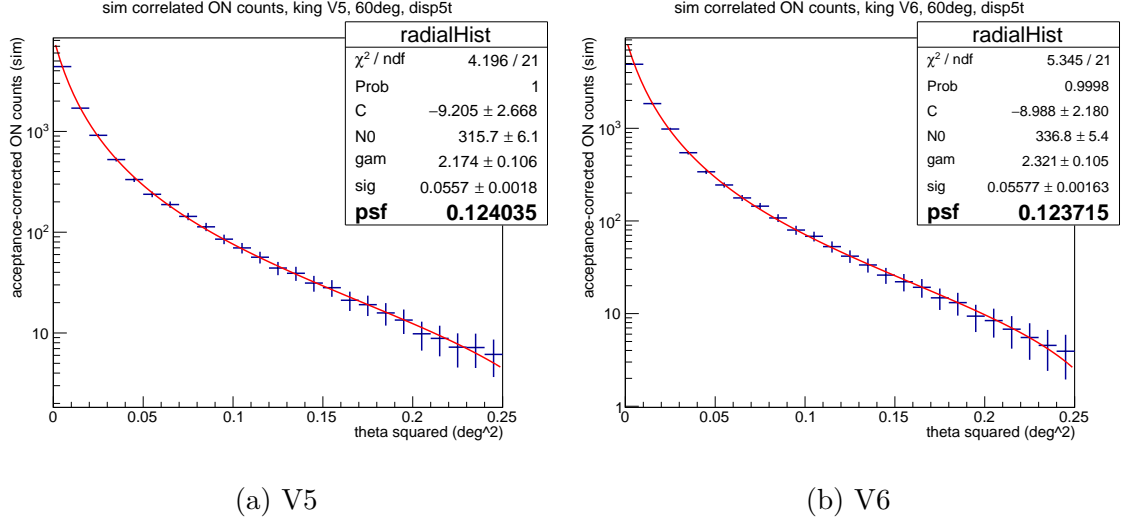 sim correlated ON counts, king V5, 60deg, disp5t
radialHist
χ² / ndf 4.196 / 21
Prob 1
C −9.205 ± 2.668
N0 315.7 ± 6.1
gam 2.174 ± 0.106
sig 0.0557 ± 0.0018
psf 0.124035
acceptance-corrected ON counts (sim)
10³
10²
10
0 0.05 0.1 0.15 0.2 0.25
theta squared (deg^2)
(a) V5
sim correlated ON counts, king V6, 60deg, disp5t
radialHist
χ² / ndf 5.345 / 21
Prob 0.9998
C −8.988 ± 2.180
N0 336.8 ± 5.4
gam 2.321 ± 0.105
sig 0.05577 ± 0.00163
psf 0.123715
acceptance-corrected ON counts (sim)
10³
10²
10
1
0 0.05 0.1 0.15 0.2 0.25
theta squared (deg^2)
(b) V6